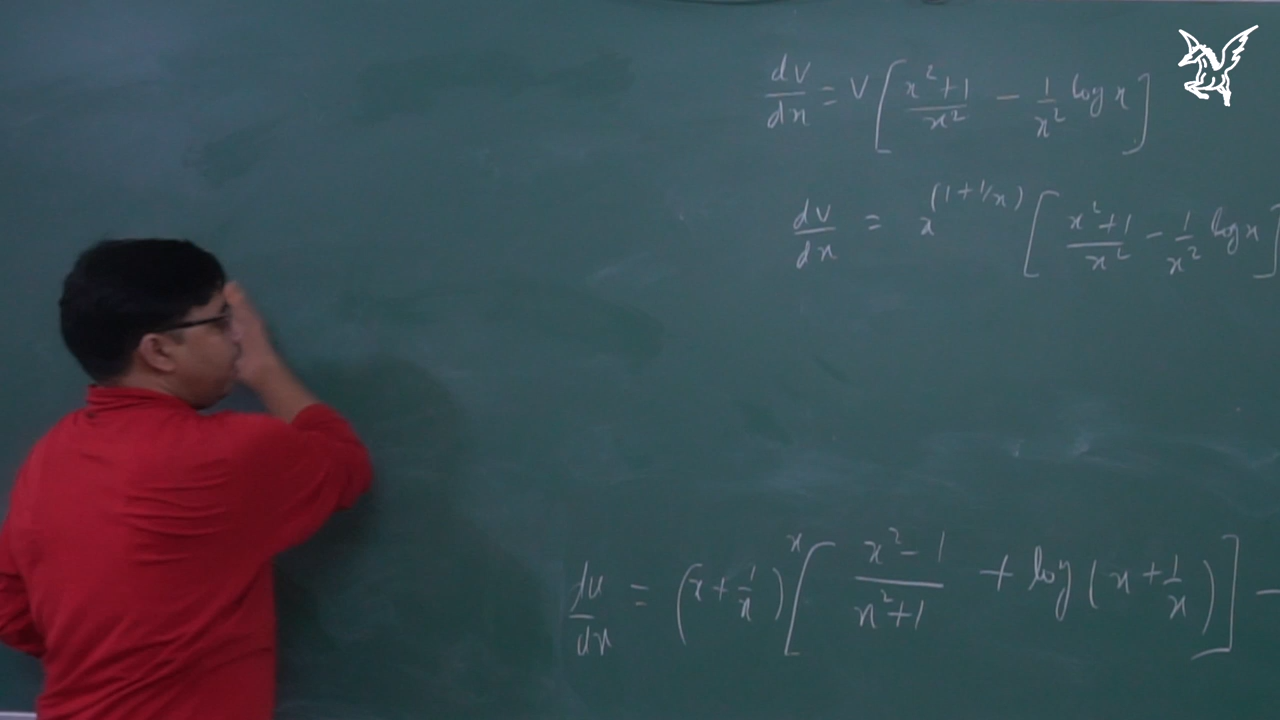 dv/dx = v [ x²+1/x² - 1/x² log x ]
dv/dx = x^(1+1/x) [ x²+1/x² - 1/x² log x ]
du/dx = (x+1/x)^x [ x²-1/x²+1 + log (x+1/x) ] -